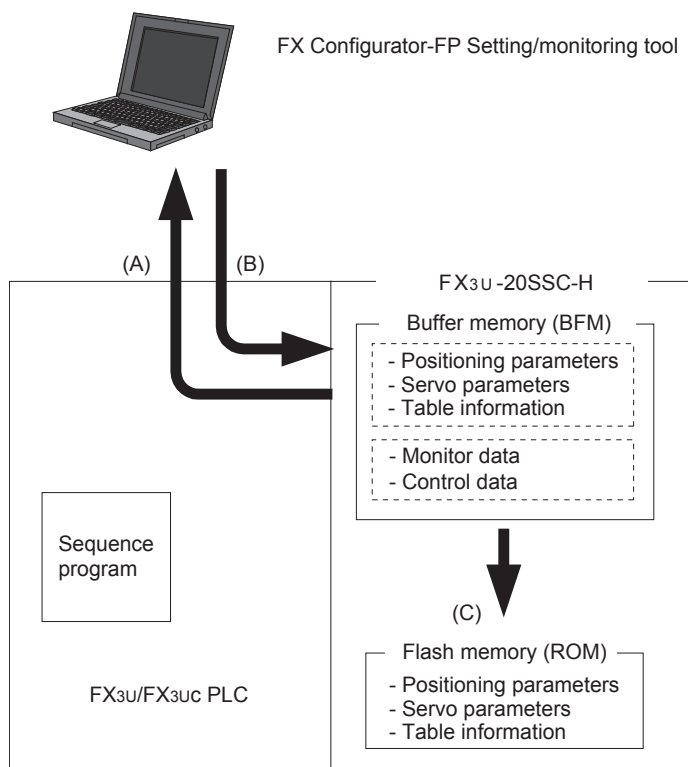 FX Configurator-FP Setting/monitoring tool
(A)
(B)
FX3U-20SSC-H
Buffer memory (BFM)
- Positioning parameters
- Servo parameters
- Table information
- Monitor data
- Control data
Sequence
program
(C)
Flash memory (ROM)
- Positioning parameters
- Servo parameters
- Table information
FX3U/FX3UC PLC